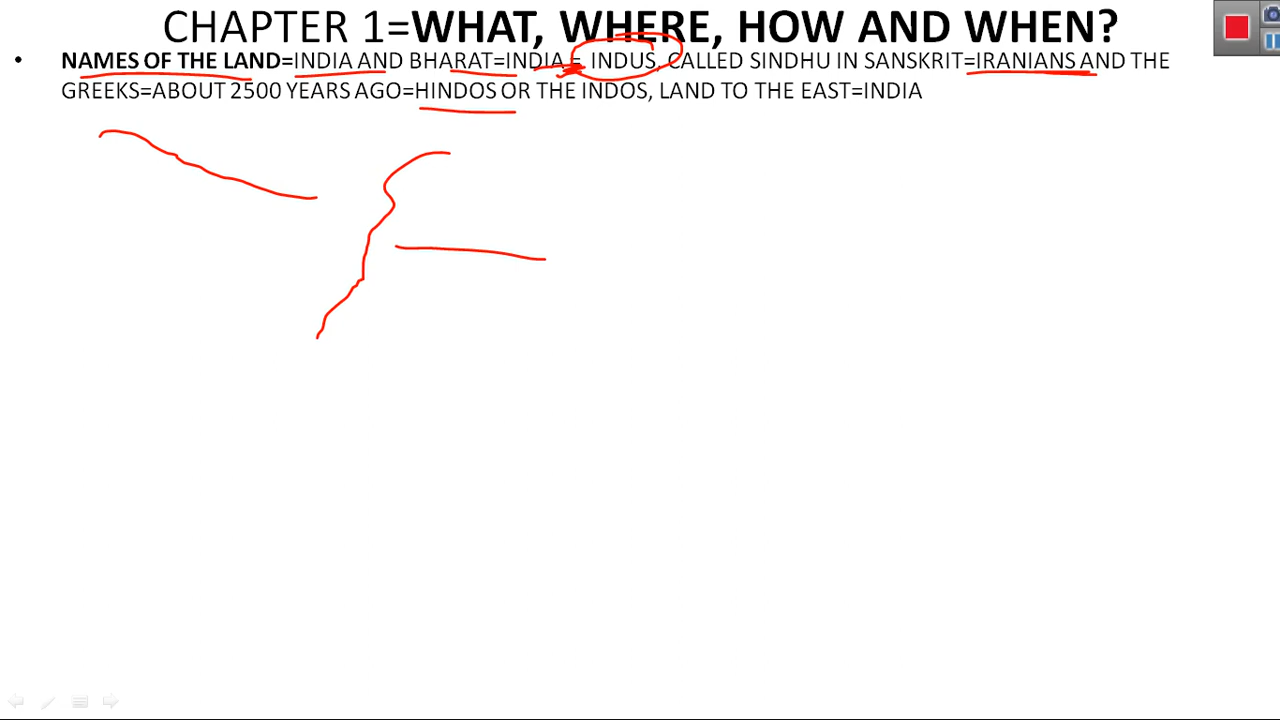 CHAPTER 1=WHAT, WHERE, HOW AND WHEN?
• NAMES OF THE LAND=INDIA AND BHARAT=INDIA = INDUS, CALLED SINDHU IN SANSKRIT=IRANIANS AND THE
GREEKS=ABOUT 2500 YEARS AGO=HINDOS OR THE INDOS, LAND TO THE EAST=INDIA